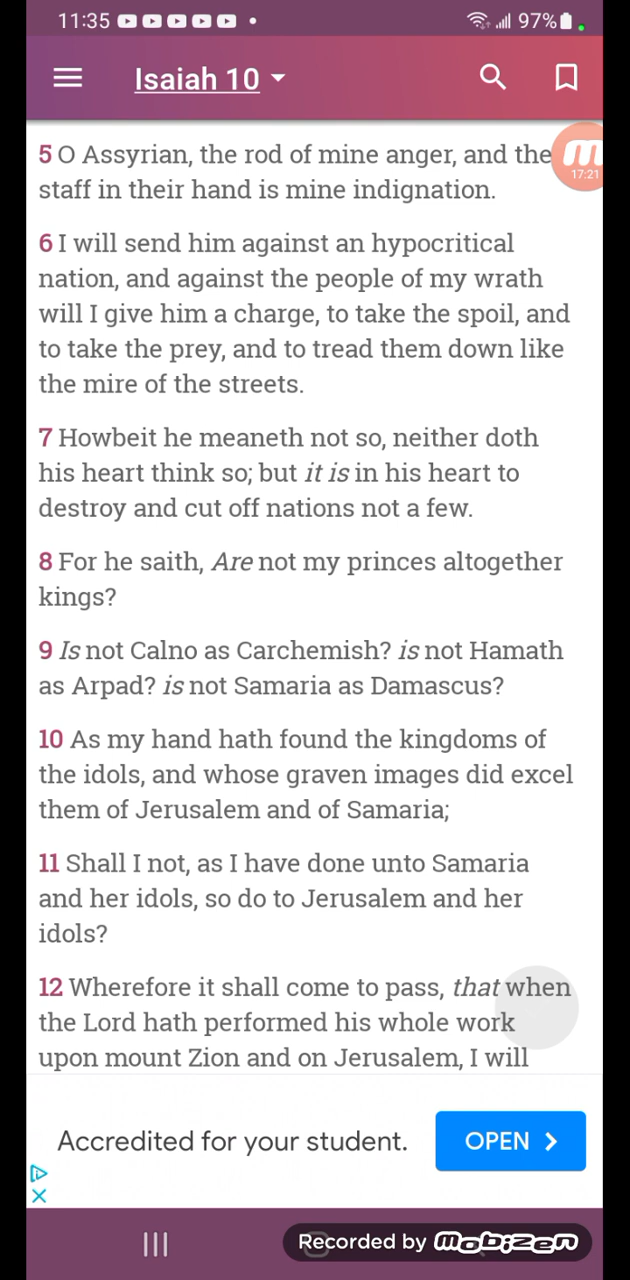 11:35
97%
Isaiah 10
5 O Assyrian, the rod of mine anger, and the
17:21
staff in their hand is mine indignation.
6 I will send him against an hypocritical
nation, and against the people of my wrath
will I give him a charge, to take the spoil, and
to take the prey, and to tread them down like
the mire of the streets.
7 Howbeit he meaneth not so, neither doth
his heart think so; but it is in his heart to
destroy and cut off nations not a few.
8 For he saith, Are not my princes altogether
kings?
9 Is not Calno as Carchemish? is not Hamath
as Arpad? is not Samaria as Damascus?
10 As my hand hath found the kingdoms of
the idols, and whose graven images did excel
them of Jerusalem and of Samaria;
11 Shall I not, as I have done unto Samaria
and her idols, so do to Jerusalem and her
idols?
12 Wherefore it shall come to pass, that when
the Lord hath performed his whole work
upon mount Zion and on Jerusalem, I will
Accredited for your student.
OPEN
Recorded by mobizen